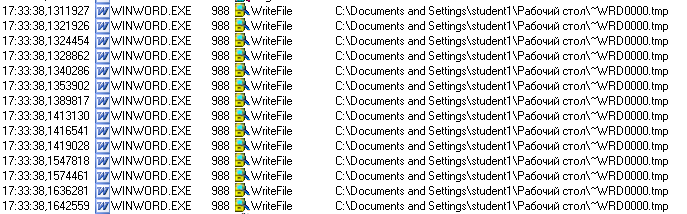 17:33:38,1311927 WINWORD.EXE 988 WriteFile C:\Documents and Settings\student1\Рабочий стол\~WRD0000.tmp
17:33:38,1321926 WINWORD.EXE 988 WriteFile C:\Documents and Settings\student1\Рабочий стол\~WRD0000.tmp
17:33:38,1324454 WINWORD.EXE 988 WriteFile C:\Documents and Settings\student1\Рабочий стол\~WRD0000.tmp
17:33:38,1328862 WINWORD.EXE 988 WriteFile C:\Documents and Settings\student1\Рабочий стол\~WRD0000.tmp
17:33:38,1340286 WINWORD.EXE 988 WriteFile C:\Documents and Settings\student1\Рабочий стол\~WRD0000.tmp
17:33:38,1353902 WINWORD.EXE 988 WriteFile C:\Documents and Settings\student1\Рабочий стол\~WRD0000.tmp
17:33:38,1389817 WINWORD.EXE 988 WriteFile C:\Documents and Settings\student1\Рабочий стол\~WRD0000.tmp
17:33:38,1413130 WINWORD.EXE 988 WriteFile C:\Documents and Settings\student1\Рабочий стол\~WRD0000.tmp
17:33:38,1416541 WINWORD.EXE 988 WriteFile C:\Documents and Settings\student1\Рабочий стол\~WRD0000.tmp
17:33:38,1419028 WINWORD.EXE 988 WriteFile C:\Documents and Settings\student1\Рабочий стол\~WRD0000.tmp
17:33:38,1547818 WINWORD.EXE 988 WriteFile C:\Documents and Settings\student1\Рабочий стол\~WRD0000.tmp
17:33:38,1574461 WINWORD.EXE 988 WriteFile C:\Documents and Settings\student1\Рабочий стол\~WRD0000.tmp
17:33:38,1636281 WINWORD.EXE 988 WriteFile C:\Documents and Settings\student1\Рабочий стол\~WRD0000.tmp
17:33:38,1642559 WINWORD.EXE 988 WriteFile C:\Documents and Settings\student1\Рабочий стол\~WRD0000.tmp